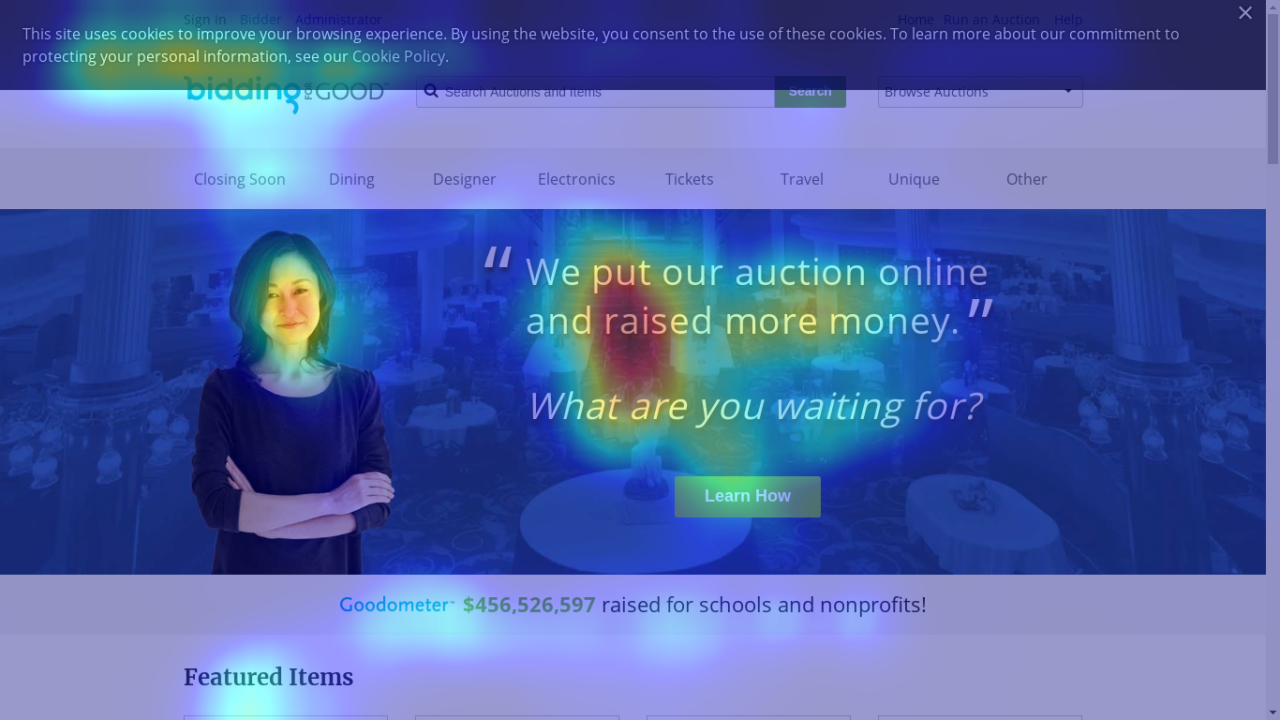 Sign In Bidder Administrator Home Run an Auction Help
This site uses cookies to improve your browsing experience. By using the website, you consent to the use of these cookies. To learn more about our commitment to
protecting your personal information, see our Cookie Policy.
bidding FOR GOOD
Search Auctions and Items
Search
Browse Auctions
Closing Soon Dining Designer Electronics Tickets Travel Unique Other
“ We put our auction online
and raised more money. ”
What are you waiting for?
Learn How
Goodometer™ $456,526,597 raised for schools and nonprofits!
Featured Items